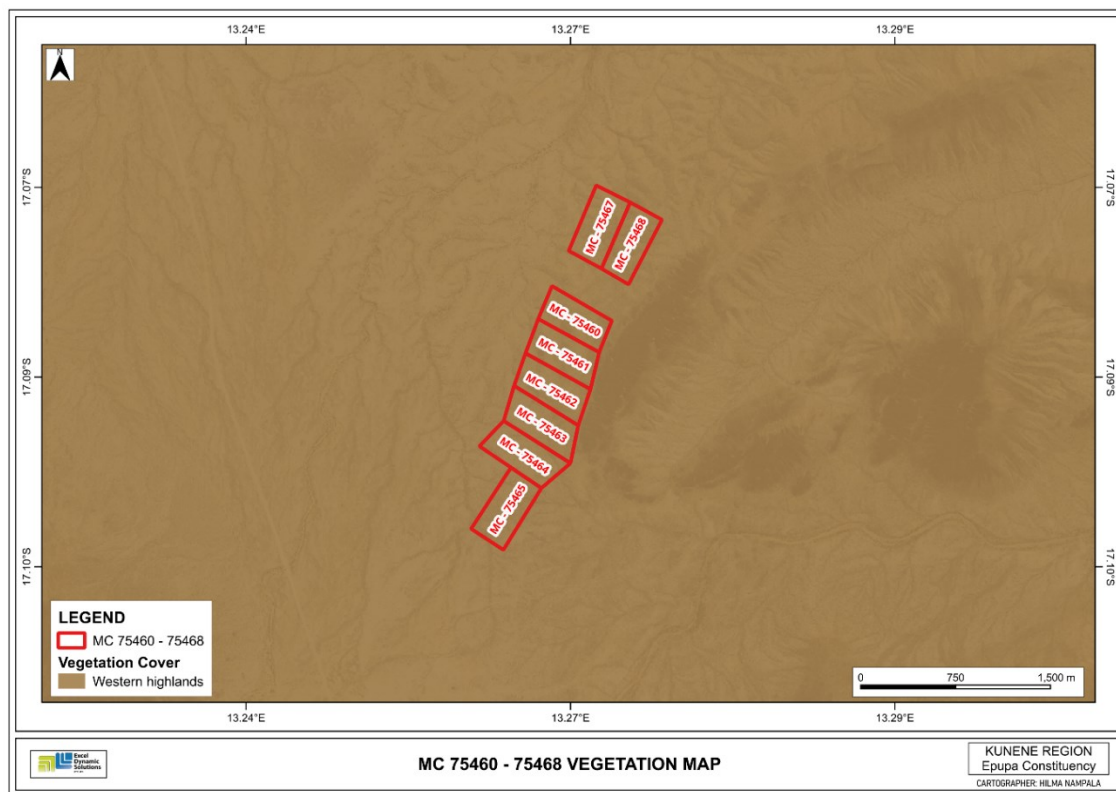 13.24°E
13.27°E
13.29°E
N
17.07°S
17.07°S
MC - 75467
MC - 75468
MC - 75460
MC - 75461
17.09°S
17.09°S
MC - 75462
MC - 75463
MC - 75464
MC - 75465
17.10°S
17.10°S
LEGEND
MC 75460 - 75468
Vegetation Cover
Western highlands
0
750
1,500 m
13.24°E
13.27°E
13.29°E
Excel
Dynamic
Solutions
MC 75460 - 75468 VEGETATION MAP
KUNENE REGION
Epupa Constituency
CARTOGRAPHER: HILMA NAMPALA